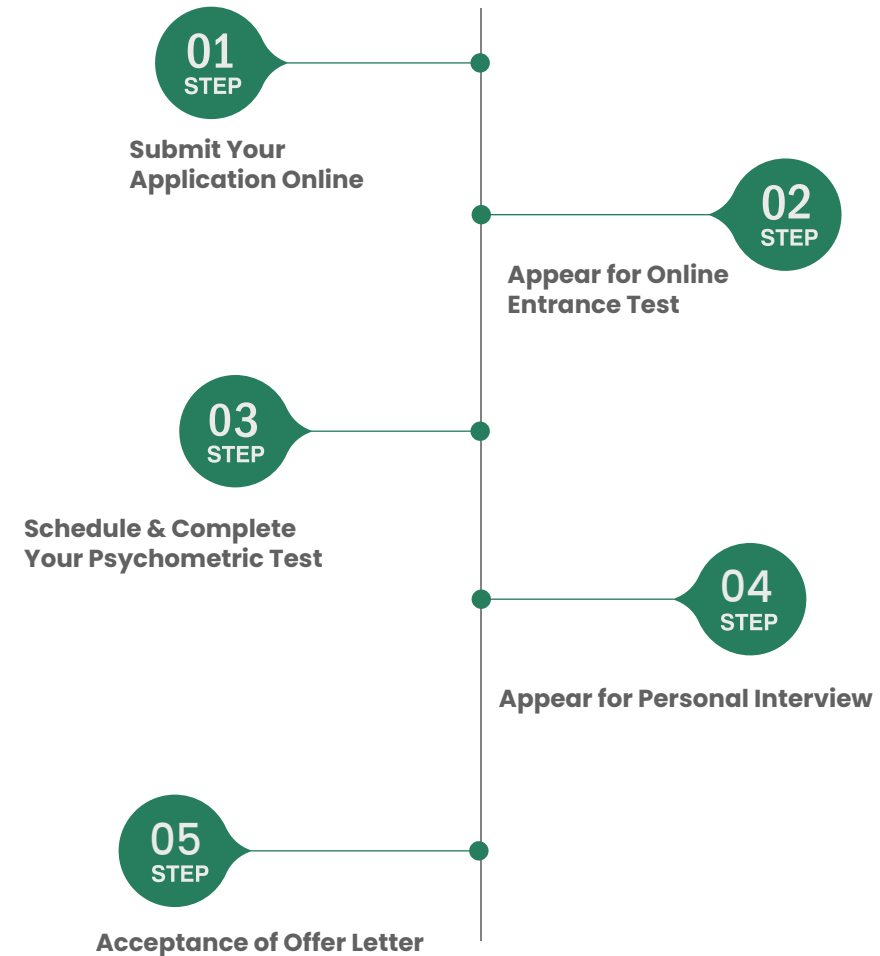 01
STEP
Submit Your
Application Online
02
STEP
Appear for Online
Entrance Test
03
STEP
Schedule & Complete
Your Psychometric Test
04
STEP
Appear for Personal Interview
05
STEP
Acceptance of Offer Letter